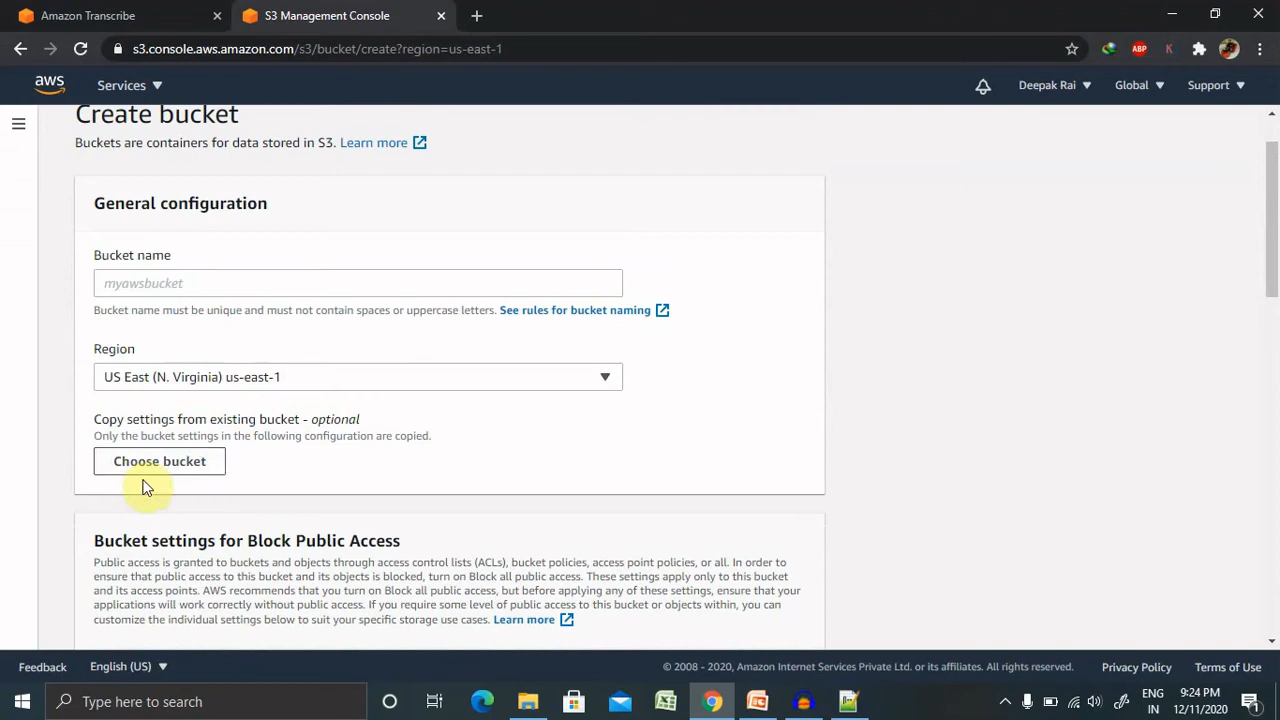 Amazon Transcribe
S3 Management Console
s3.console.aws.amazon.com/s3/bucket/create?region=us-east-1
ABP
K
aws
Services
Deepak Rai
Global
Support
Create bucket
Buckets are containers for data stored in S3. Learn more
General configuration
Bucket name
myawsbucket
Bucket name must be unique and must not contain spaces or uppercase letters. See rules for bucket naming
Region
US East (N. Virginia) us-east-1
Copy settings from existing bucket - optional
Only the bucket settings in the following configuration are copied.
Choose bucket
Bucket settings for Block Public Access
Public access is granted to buckets and objects through access control lists (ACLs), bucket policies, access point policies, or all. In order to
ensure that public access to this bucket and its objects is blocked, turn on Block all public access. These settings apply only to this bucket
and its access points. AWS recommends that you turn on Block all public access, but before applying any of these settings, ensure that your
applications will work correctly without public access. If you require some level of public access to this bucket or objects within, you can
customize the individual settings below to suit your specific storage use cases. Learn more
Feedback
English (US)
© 2008 - 2020, Amazon Internet Services Private Ltd. or its affiliates. All rights reserved.
Privacy Policy
Terms of Use
Type here to search
ENG
IN
9:24 PM
12/11/2020
1